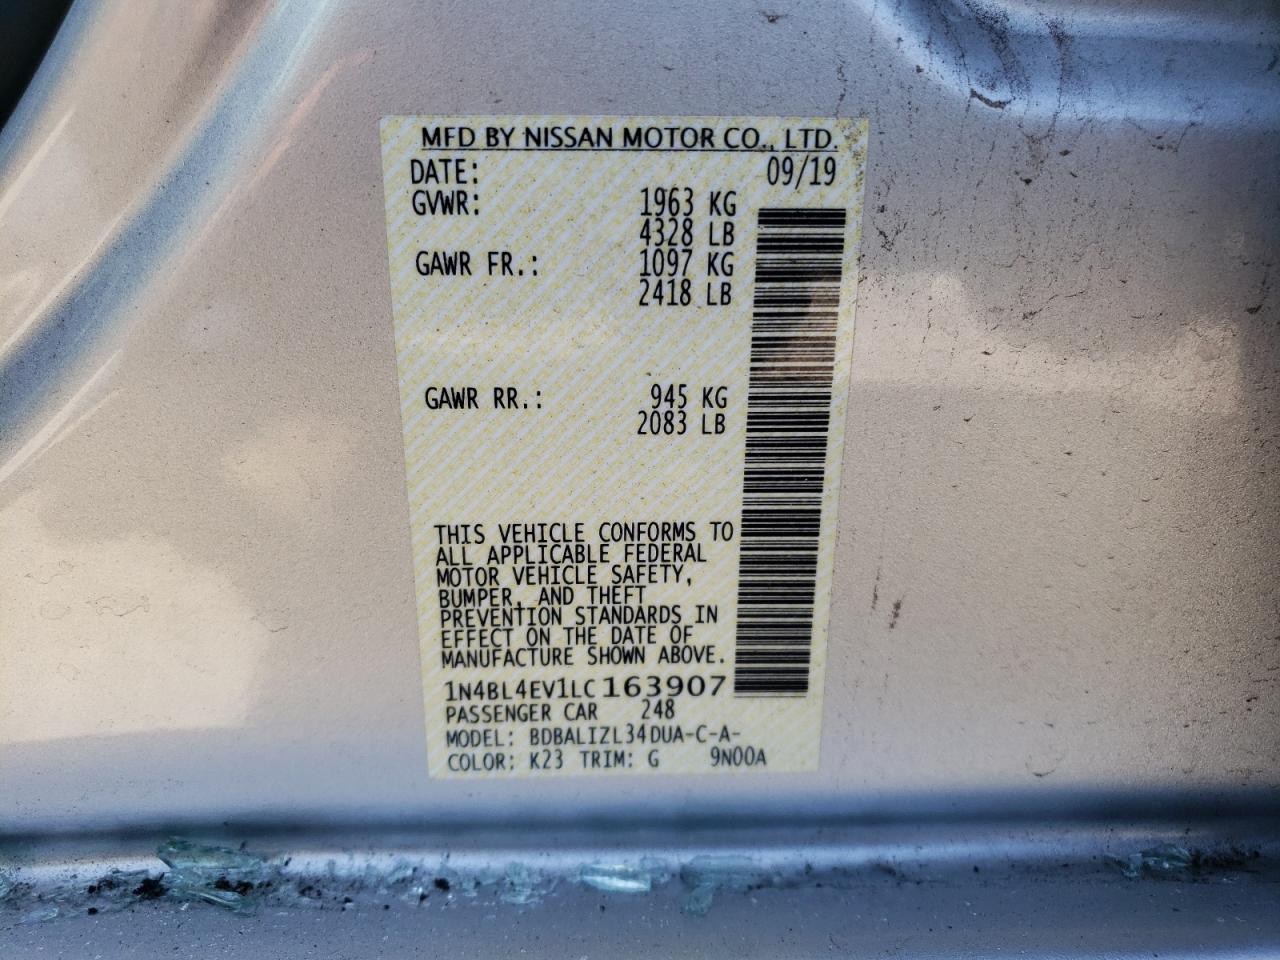 MFD BY NISSAN MOTOR CO., LTD.
DATE: 09/19
GVWR: 1963 KG
4328 LB
GAWR FR.: 1097 KG
2418 LB
GAWR RR.: 945 KG
2083 LB
THIS VEHICLE CONFORMS TO
ALL APPLICABLE FEDERAL
MOTOR VEHICLE SAFETY,
BUMPER, AND THEFT
PREVENTION STANDARDS IN
EFFECT ON THE DATE OF
MANUFACTURE SHOWN ABOVE.
1N4BL4EV1LC163907
PASSENGER CAR 248
MODEL: BDBALIZL34DUA-C-A-
COLOR: K23 TRIM: G 9N00A